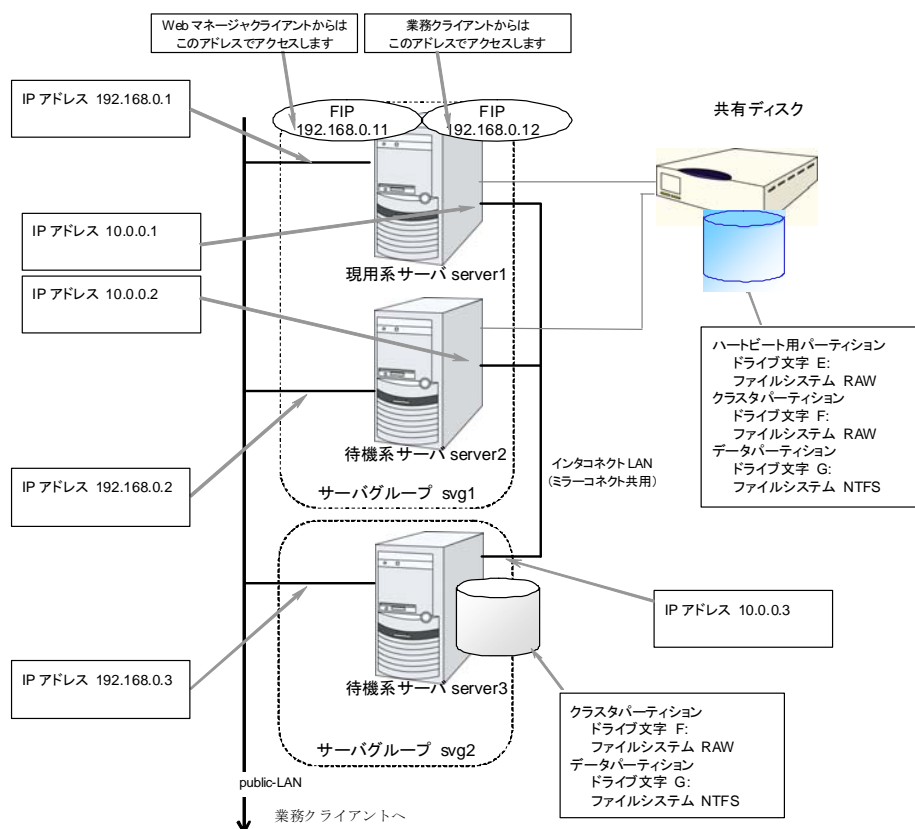 Web マネージャクライアントからは
このアドレスでアクセスします
業務クライアントからは
このアドレスでアクセスします
IP アドレス 192.168.0.1
FIP
192.168.0.11
FIP
192.168.0.12
共有ディスク
IP アドレス 10.0.0.1
現用系サーバ server1
IP アドレス 10.0.0.2
ハートビート用パーティション
ドライブ文字 E:
ファイルシステム RAW
クラスタパーティション
ドライブ文字 F:
ファイルシステム RAW
データパーティション
ドライブ文字 G:
ファイルシステム NTFS
待機系サーバ server2
インタコネクト LAN
(ミラーコネクト共用)
IP アドレス 192.168.0.2
サーバグループ svg1
IP アドレス 10.0.0.3
IP アドレス 192.168.0.3
待機系サーバ server3
クラスタパーティション
ドライブ文字 F:
ファイルシステム RAW
データパーティション
ドライブ文字 G:
ファイルシステム NTFS
サーバグループ svg2
public-LAN
業務クライアントへ